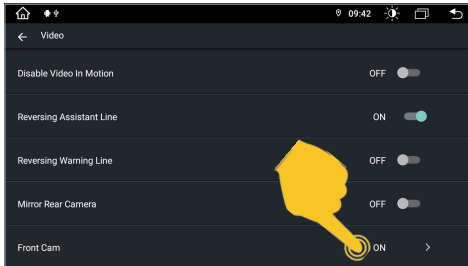 09:42
Video
Disable Video In Motion OFF
Reversing Assistant Line ON
Reversing Warning Line OFF
Mirror Rear Camera OFF
Front Cam ON